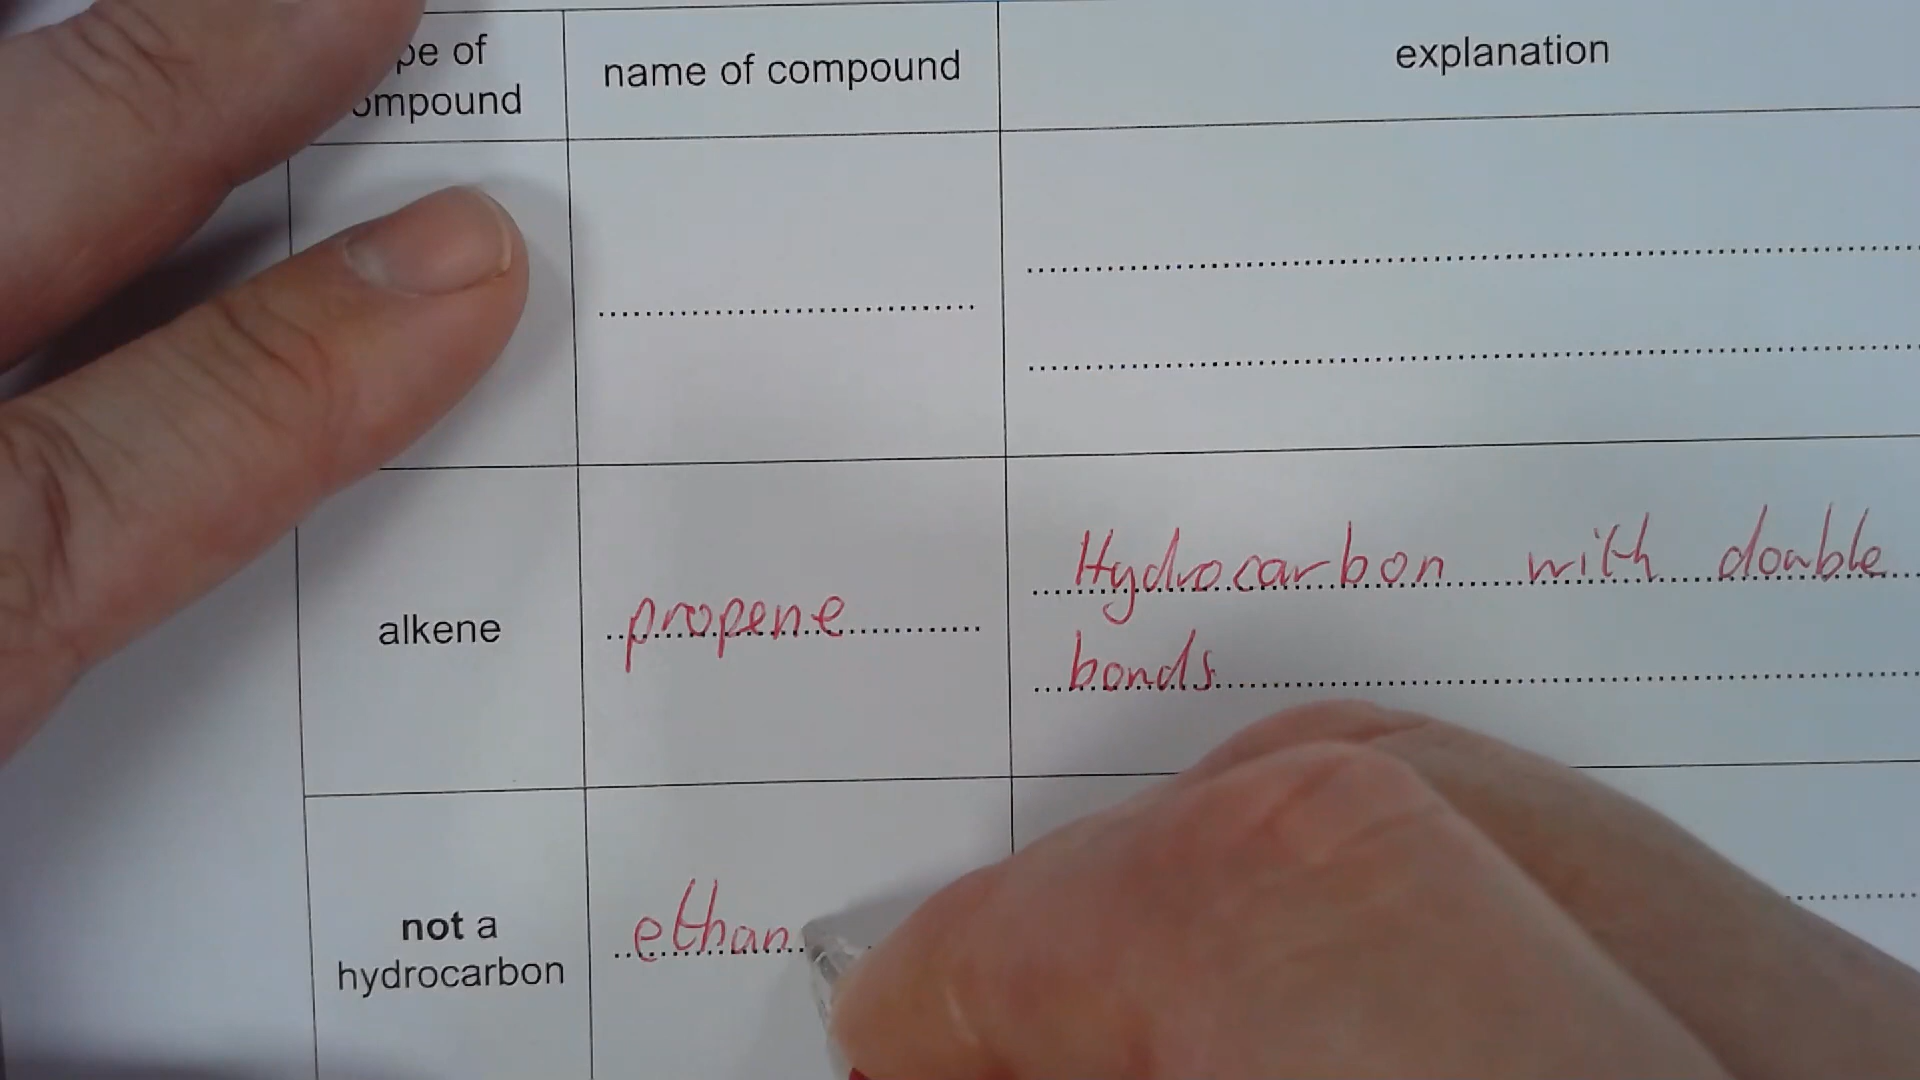 pe of
ompound
name of compound
explanation
alkene
propene
Hydrocarbon with double
bonds
not a
hydrocarbon
ethan